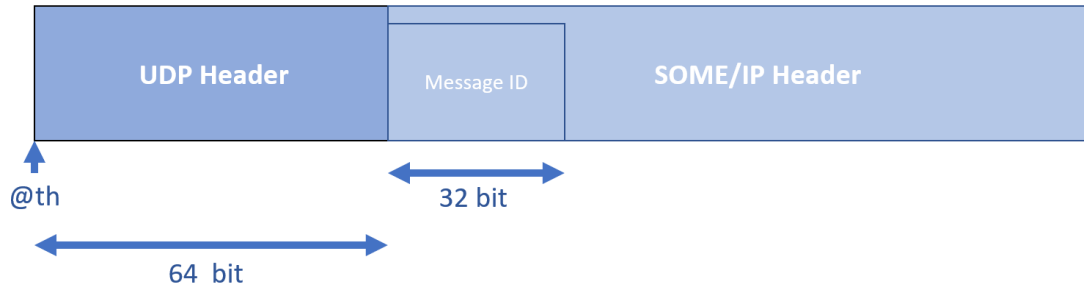 UDP Header
Message ID
SOME/IP Header
@th
32 bit
64 bit